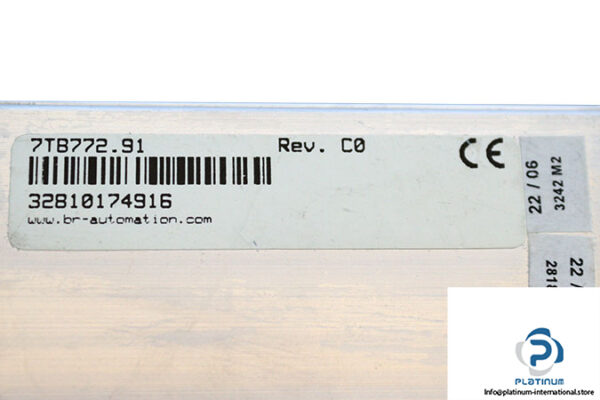 7TB772.91 Rev. C0 CE
32810174916
www.br-automation.com
22 / 06
3242 M2
22 /
2818
PLATINUM
Info@platinum-international.store